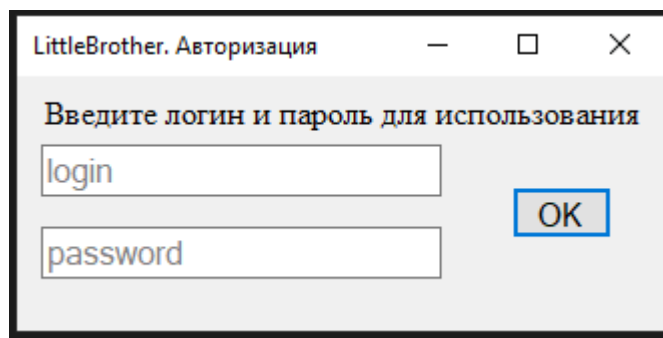 LittleBrother. Авторизация
Введите логин и пароль для использования
login
OK
password